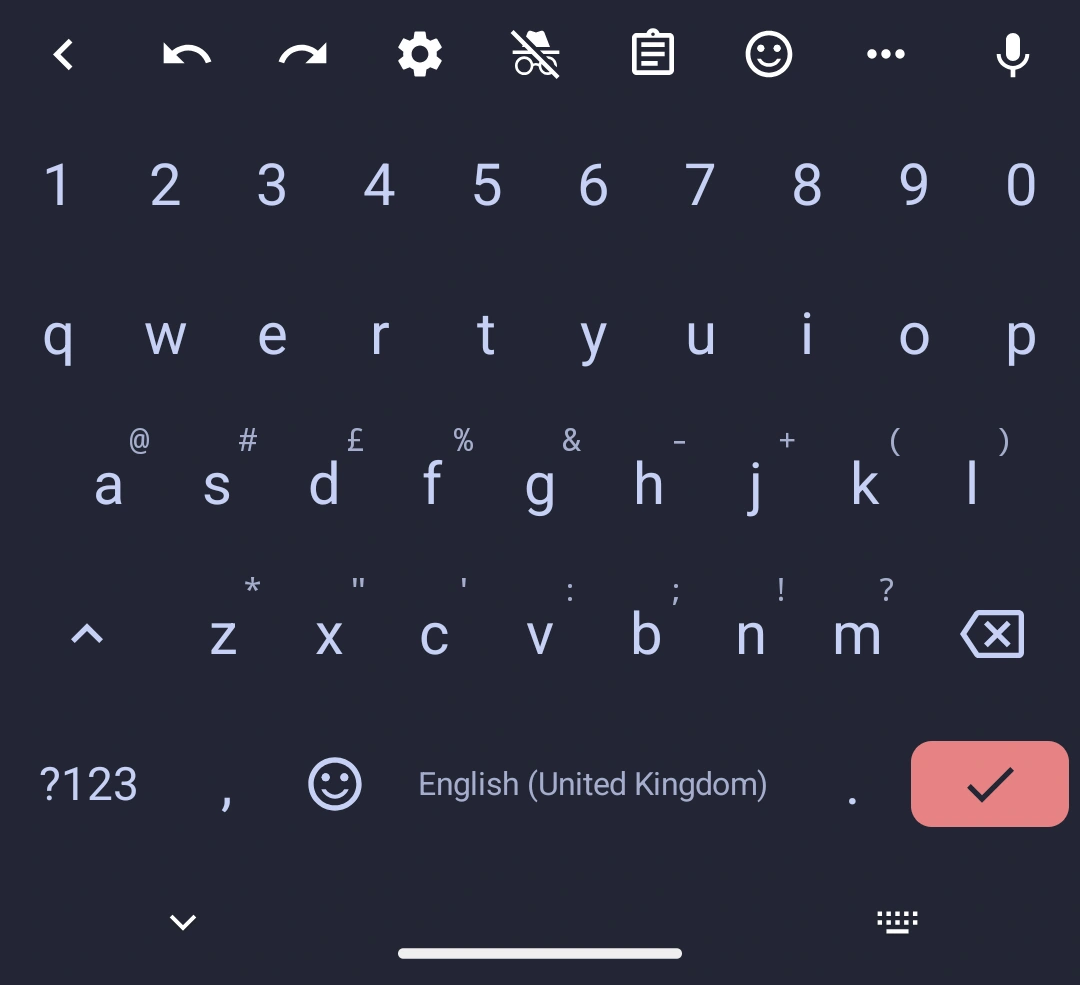 1 2 3 4 5 6 7 8 9 0
q w e r t y u i o p
@ # £ % & - + ( )
a s d f g h j k l
* " ' : ; ! ?
z x c v b n m
?123 , English (United Kingdom) .